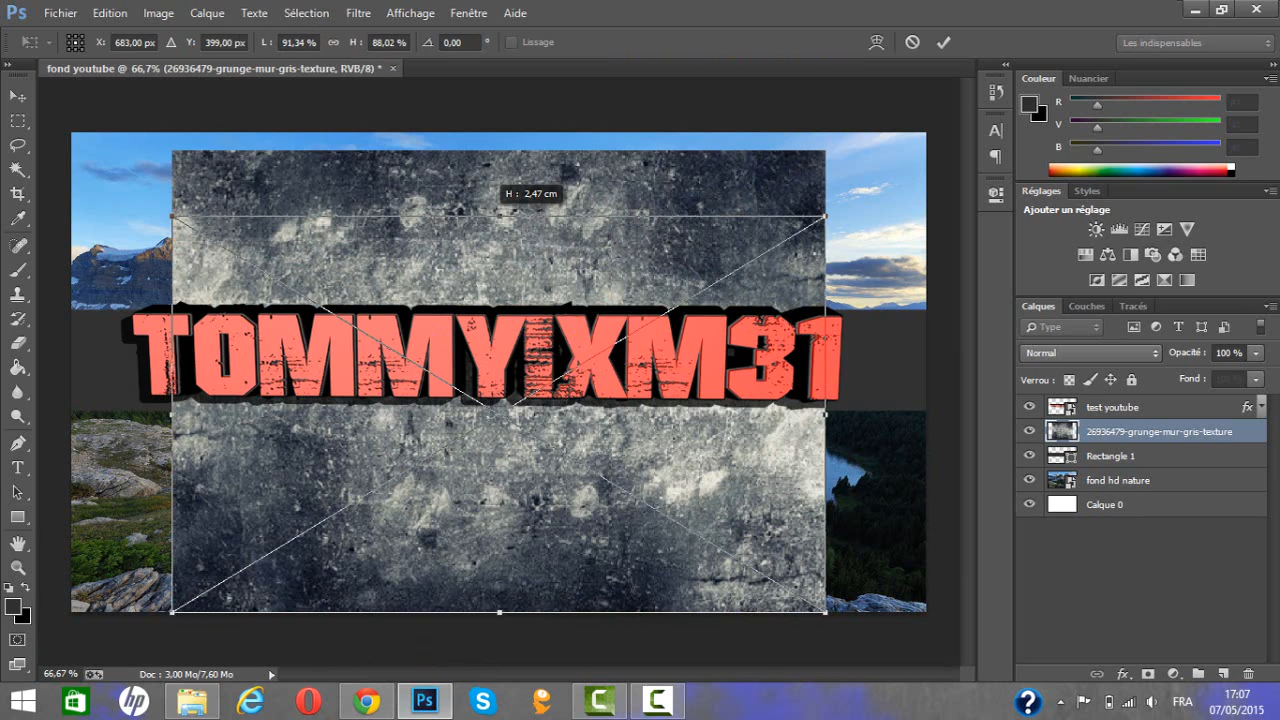 Ps Fichier Edition Image Calque Texte Sélection Filtre Affichage Fenêtre Aide
X: 683,00 px Y: 399,00 px L: 91,34 % H: 88,02 % 0,00 ° Lissage Les indispensables
fond youtube @ 66,7% (26936479-grunge-mur-gris-texture, RVB/8) * ×
Couleur Nuancier
R
V
B
Réglages Styles
Ajouter un réglage
H : 2,47 cm
TOMMYIXM31
Calques Couches Tracés
Type
Normal Opacité : 100 %
Verrou : Fond :
test youtube fx
26936479-grunge-mur-gris-texture
Rectangle 1
fond hd nature
Calque 0
66,67 % Doc : 3,00 Mo/7,60 Mo
fx
hp Ps FRA
17:07
07/05/2015